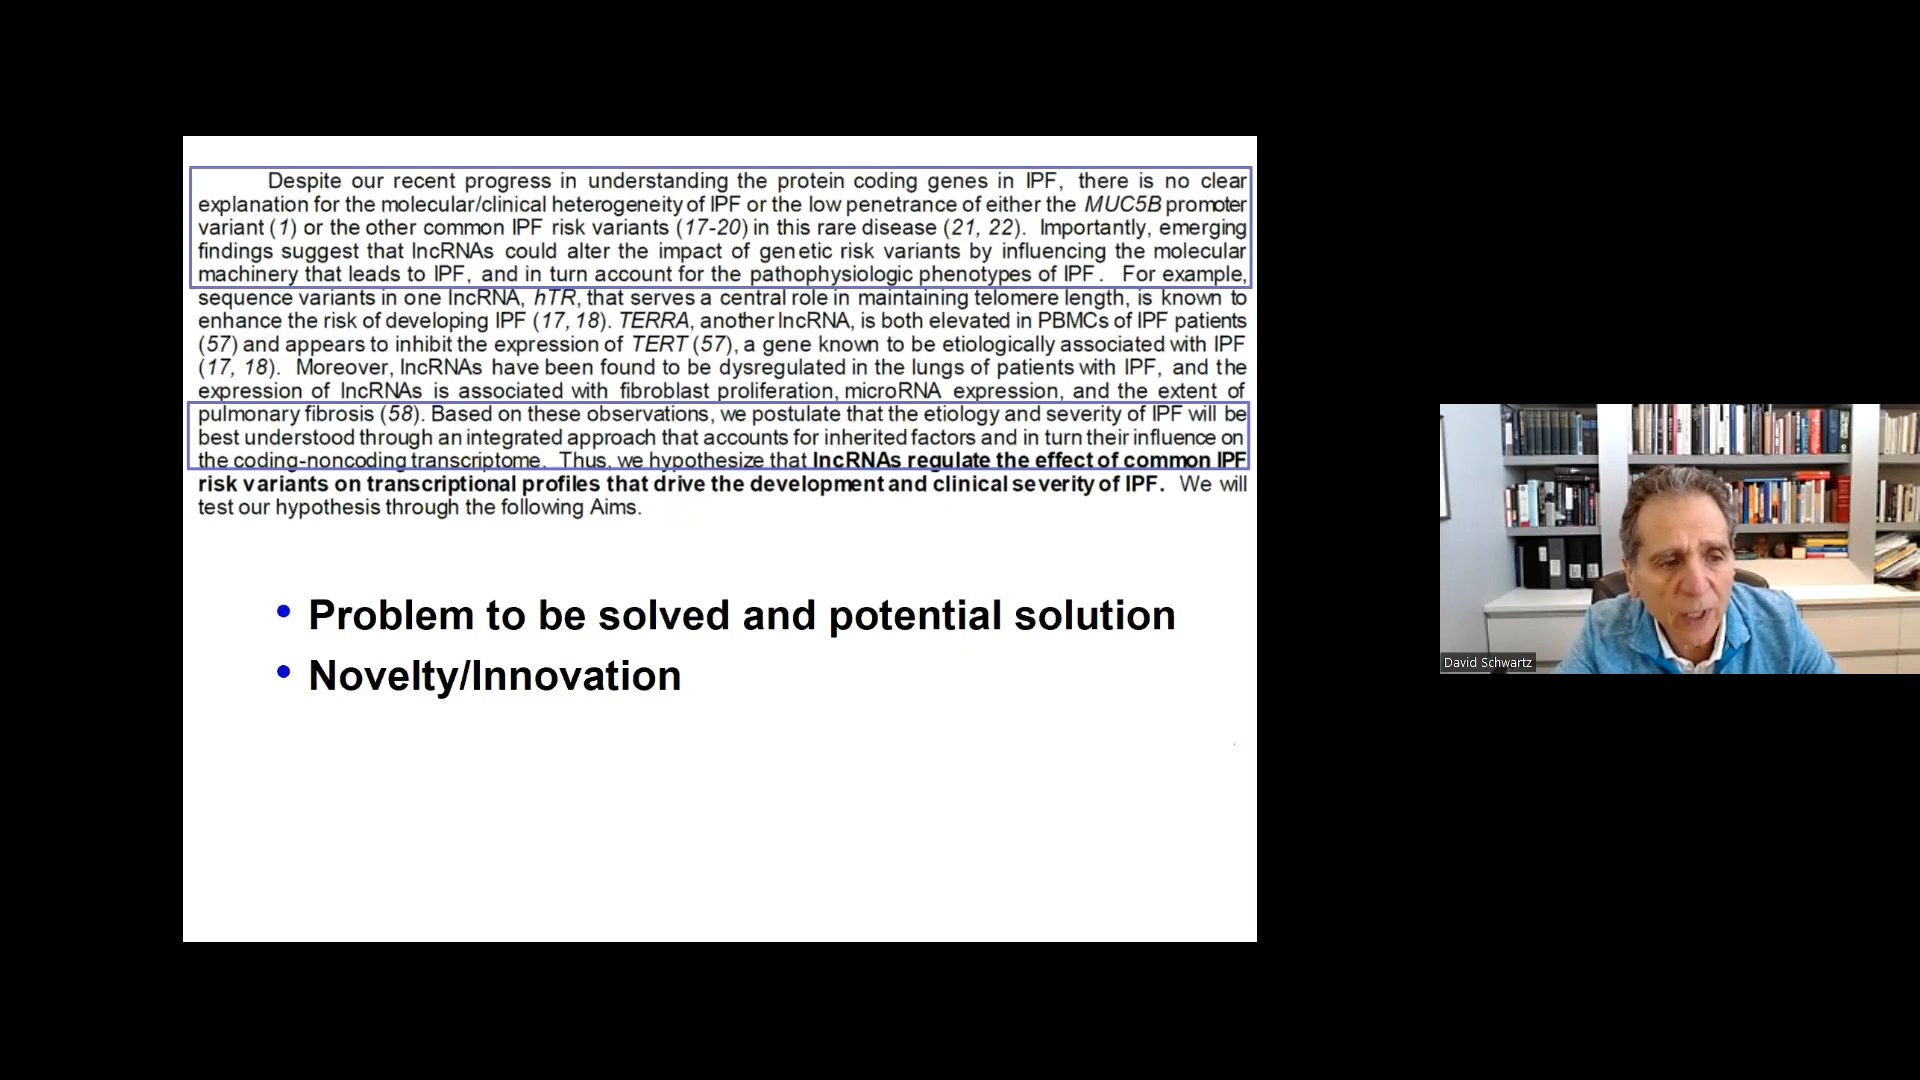 Despite our recent progress in understanding the protein coding genes in IPF, there is no clear
explanation for the molecular/clinical heterogeneity of IPF or the low penetrance of either the MUC5B promoter
variant (1) or the other common IPF risk variants (17-20) in this rare disease (21, 22). Importantly, emerging
findings suggest that lncRNAs could alter the impact of genetic risk variants by influencing the molecular
machinery that leads to IPF, and in turn account for the pathophysiologic phenotypes of IPF. For example,
sequence variants in one lncRNA, hTR, that serves a central role in maintaining telomere length, is known to
enhance the risk of developing IPF (17, 18). TERRA, another lncRNA, is both elevated in PBMCs of IPF patients
(57) and appears to inhibit the expression of TERT (57), a gene known to be etiologically associated with IPF
(17, 18). Moreover, lncRNAs have been found to be dysregulated in the lungs of patients with IPF, and the
expression of lncRNAs is associated with fibroblast proliferation, microRNA expression, and the extent of
pulmonary fibrosis (58). Based on these observations, we postulate that the etiology and severity of IPF will be
best understood through an integrated approach that accounts for inherited factors and in turn their influence on
the coding-noncoding transcriptome. Thus, we hypothesize that lncRNAs regulate the effect of common IPF
risk variants on transcriptional profiles that drive the development and clinical severity of IPF. We will
test our hypothesis through the following Aims.
• Problem to be solved and potential solution
• Novelty/Innovation
David Schwartz